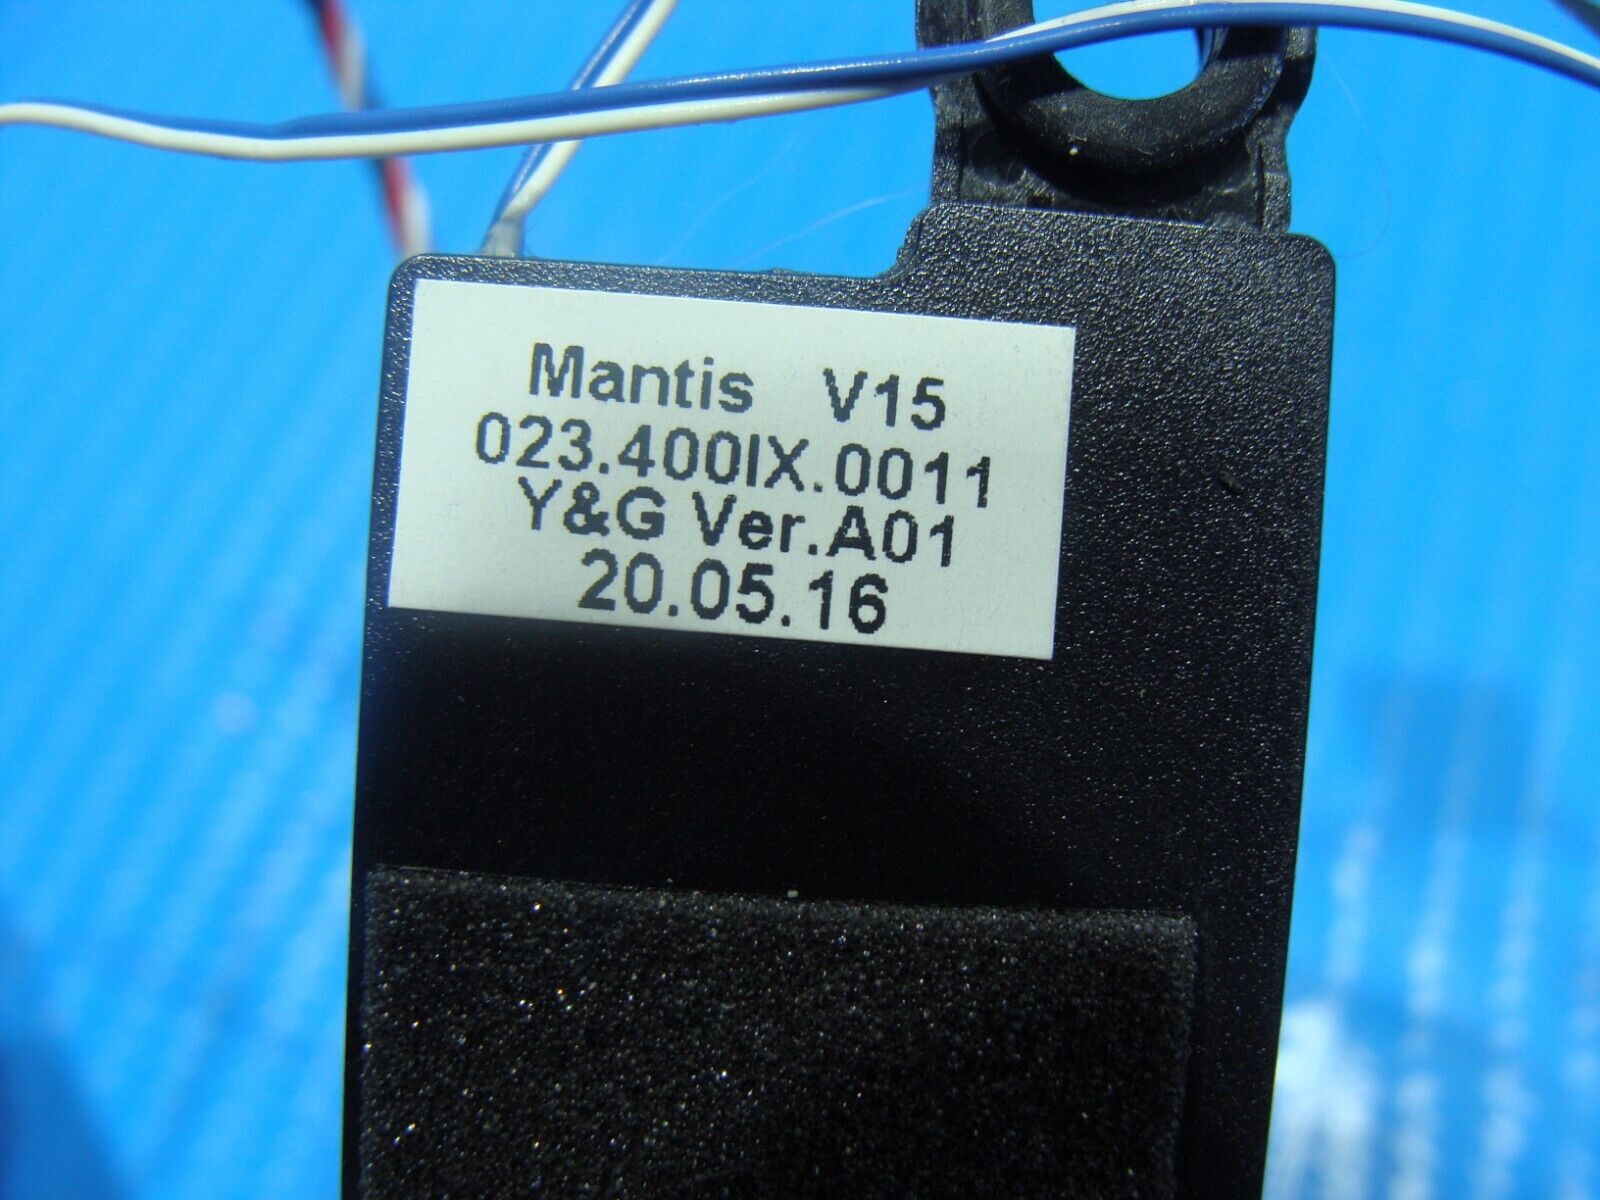 Mantis V15
023.400IX.0011
Y&G Ver.A01
20.05.16